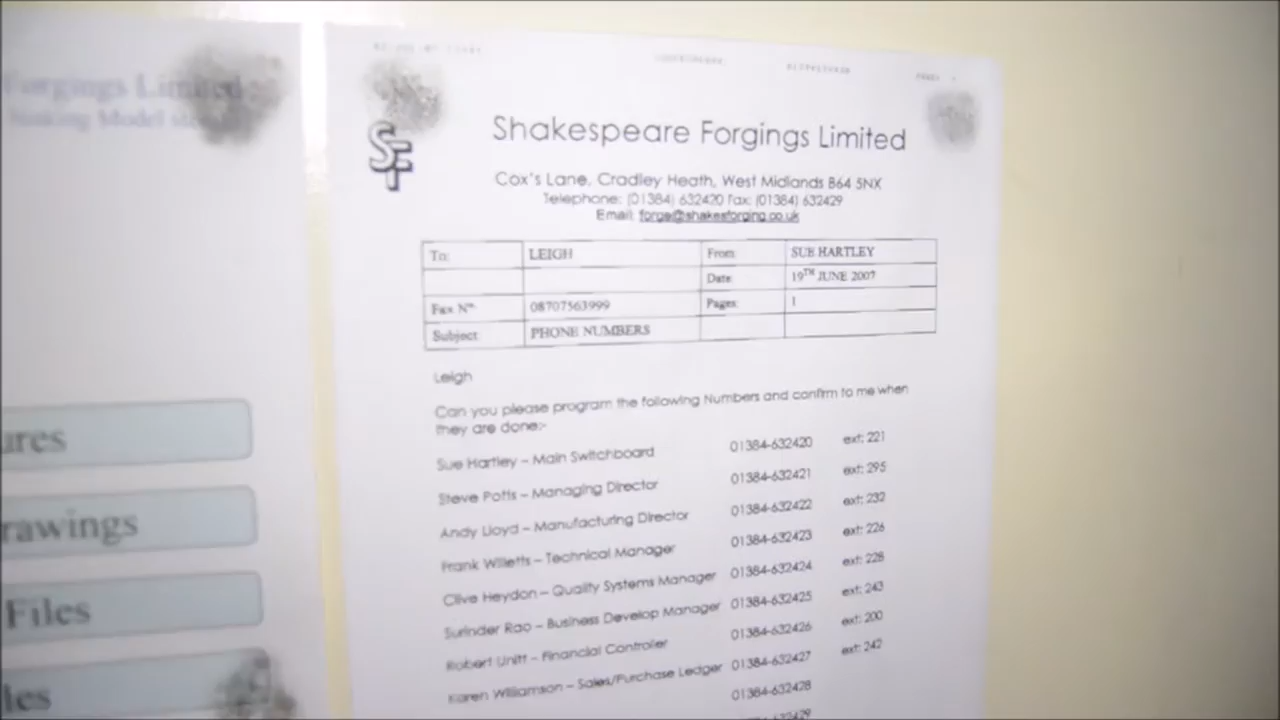 Forgings Limited
Making Model
ures
rawings
Files
les
SF
Shakespeare Forgings Limited
Cox's Lane, Cradley Heath, West Midlands B64 5NX
Telephone: (01384) 632420 Fax: (01384) 632429
Email: forge@shakesforging.co.uk
To: LEIGH From: SUE HARTLEY
Date: 19TH JUNE 2007
Fax No: 08707563999 Pages: 1
Subject: PHONE NUMBERS
Leigh
Can you please program the following Numbers and confirm to me when
they are done:-
Sue Hartley – Main Switchboard 01384-632420 ext: 221
Steve Potts – Managing Director 01384-632421 ext: 295
Andy Lloyd – Manufacturing Director 01384-632422 ext: 232
Frank Willetts – Technical Manager 01384-632423 ext: 226
Clive Heydon – Quality Systems Manager 01384-632424 ext: 228
Surinder Rao – Business Develop Manager 01384-632425 ext: 243
Robert Unitt – Financial Controller 01384-632426 ext: 200
Karen Williamson – Sales/Purchase Ledger 01384-632427 ext: 242
01384-632428
632429